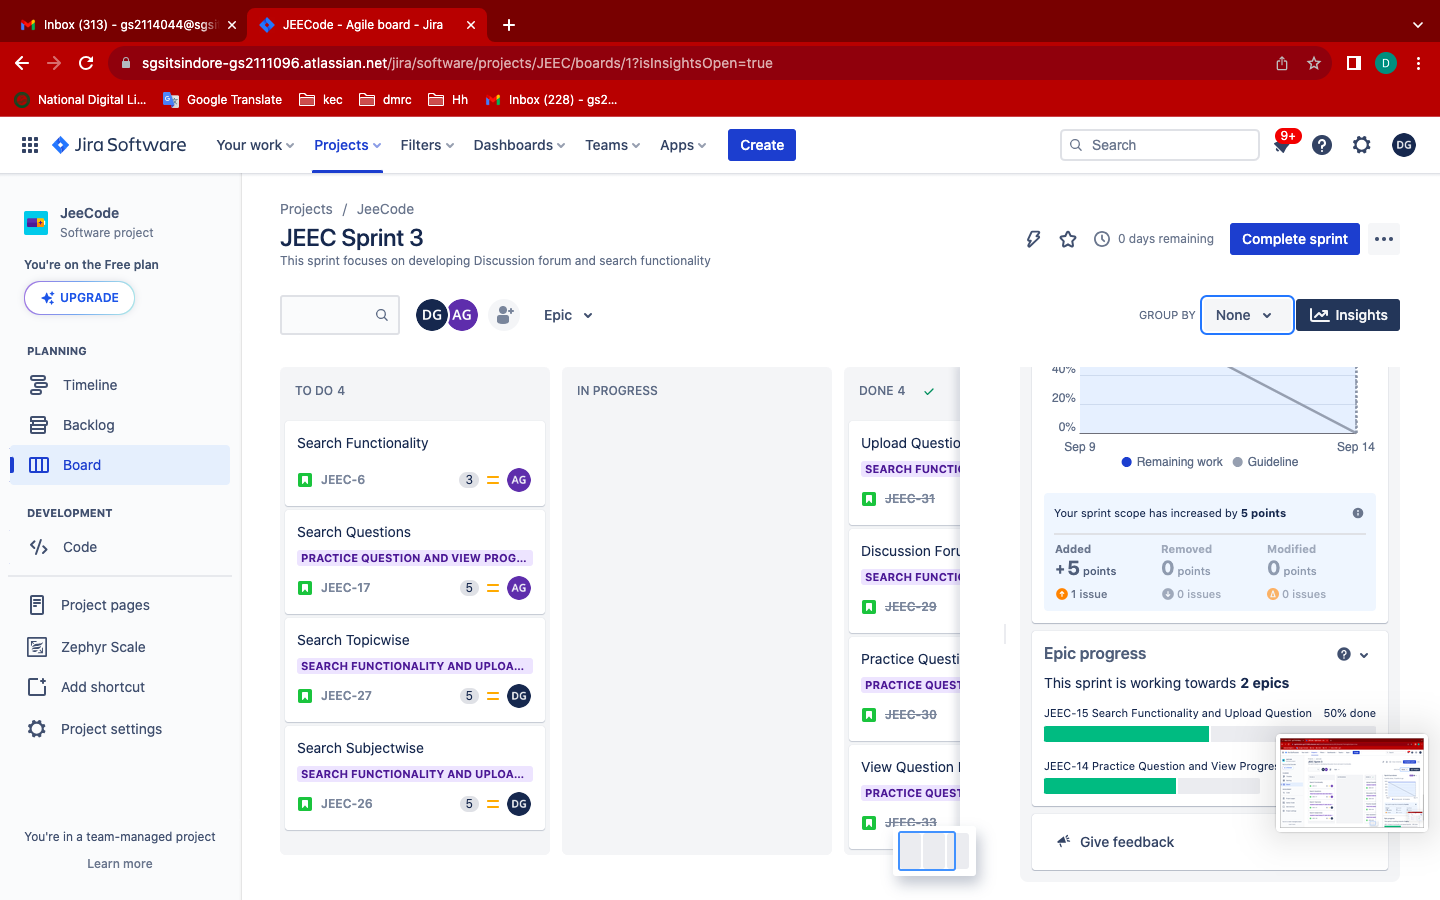 Inbox (313) - gs2114044@sgsi
JEECode - Agile board - Jira
sgsitsindore-gs2111096.atlassian.net/jira/software/projects/JEEC/boards/1?isInsightsOpen=true
D
National Digital Li...
Google Translate
kec
dmrc
Hh
Inbox (228) - gs2...
Jira Software
Your work
Projects
Filters
Dashboards
Teams
Apps
Create
Search
9+
DG
JeeCode
Software project
You're on the Free plan
UPGRADE
PLANNING
Timeline
Backlog
Board
DEVELOPMENT
Code
Project pages
Zephyr Scale
Add shortcut
Project settings
You're in a team-managed project
Learn more
Projects / JeeCode
JEEC Sprint 3
This sprint focuses on developing Discussion forum and search functionality
0 days remaining
Complete sprint
DG
AG
Epic
GROUP BY
None
Insights
TO DO 4
Search Functionality
JEEC-6
3
AG
Search Questions
PRACTICE QUESTION AND VIEW PROG...
JEEC-17
5
AG
Search Topicwise
SEARCH FUNCTIONALITY AND UPLOA...
JEEC-27
5
DG
Search Subjectwise
SEARCH FUNCTIONALITY AND UPLOA...
JEEC-26
5
DG
IN PROGRESS
DONE 4
Upload Questio
SEARCH FUNCTI
JEEC-31
Discussion Foru
SEARCH FUNCTI
JEEC-29
Practice Questi
PRACTICE QUEST
JEEC-30
View Question
PRACTICE QUEST
JEEC-33
40%
20%
0%
Sep 9
Sep 14
Remaining work
Guideline
Your sprint scope has increased by 5 points
Added
+5 points
1 issue
Removed
0 points
0 issues
Modified
0 points
0 issues
Epic progress
This sprint is working towards 2 epics
JEEC-15 Search Functionality and Upload Question
50% done
JEEC-14 Practice Question and View Progre
Give feedback